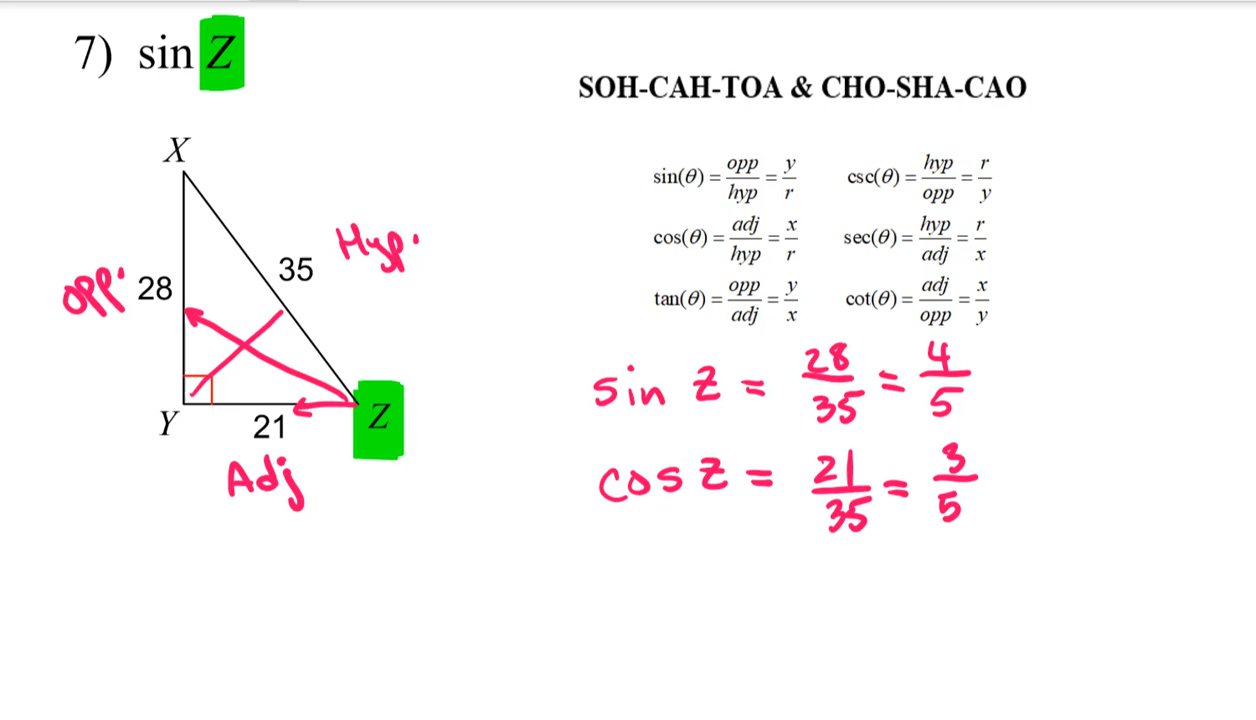 7) sin Z
SOH-CAH-TOA & CHO-SHA-CAO
X
sin(θ) = opp/hyp = y/r
csc(θ) = hyp/opp = r/y
cos(θ) = adj/hyp = x/r
sec(θ) = hyp/adj = r/x
tan(θ) = opp/adj = y/x
cot(θ) = adj/opp = x/y
Hyp.
35
opp. 28
Y
21
Z
Adj
sin Z = 28/35 = 4/5
cos Z = 21/35 = 3/5